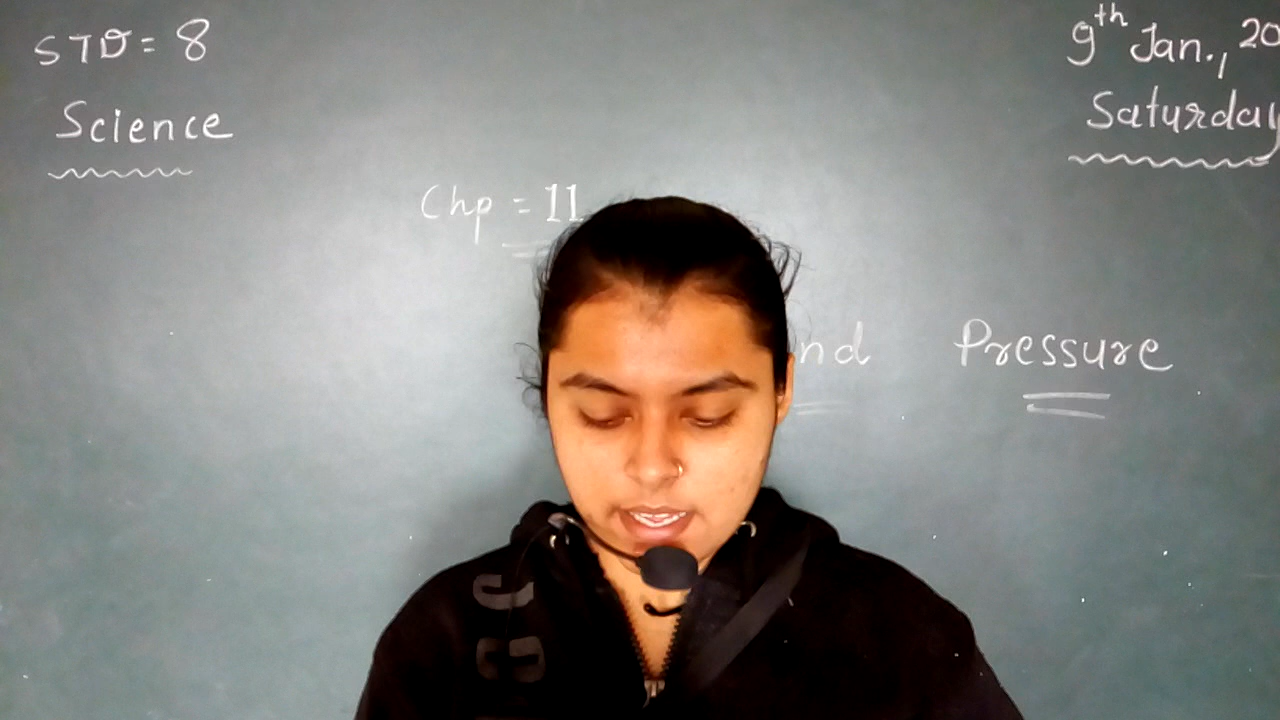 STD = 8
Science
9th Jan., 20
Saturday
Chp = 11
nd Pressure